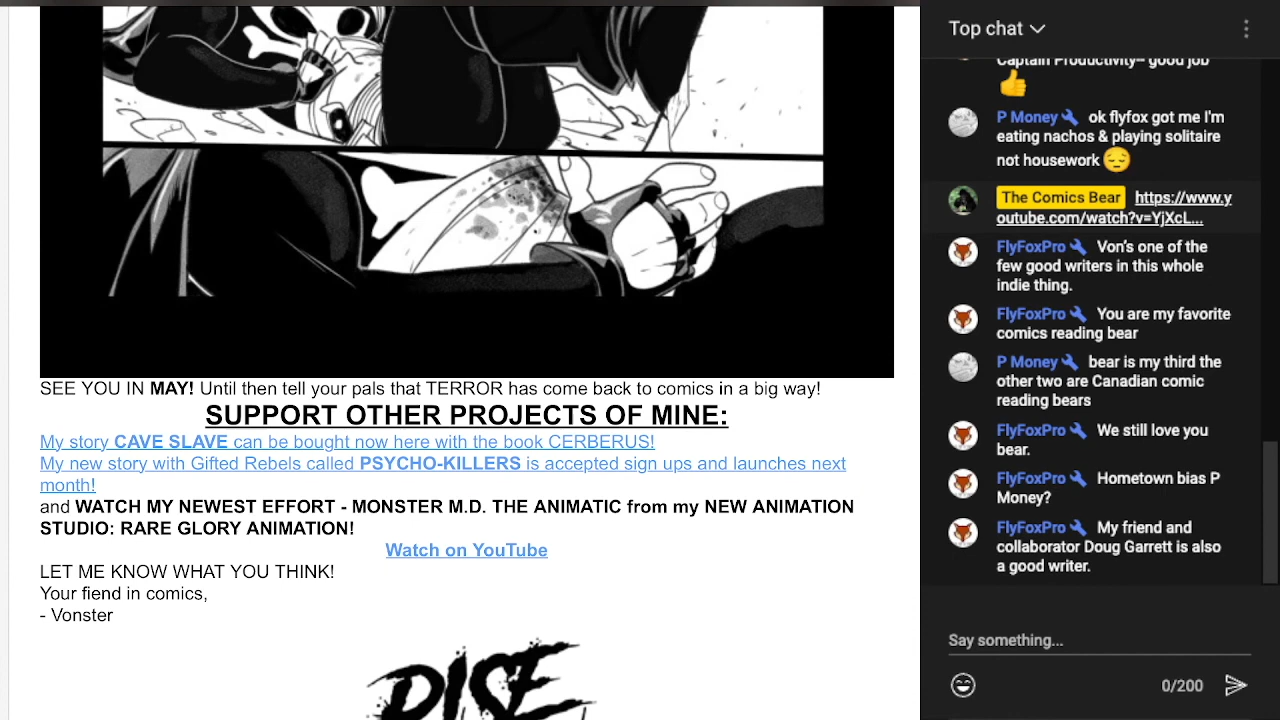 SEE YOU IN MAY! Until then tell your pals that TERROR has come back to comics in a big way!
SUPPORT OTHER PROJECTS OF MINE:
My story CAVE SLAVE can be bought now here with the book CERBERUS!
My new story with Gifted Rebels called PSYCHO-KILLERS is accepted sign ups and launches next
month!
and WATCH MY NEWEST EFFORT - MONSTER M.D. THE ANIMATIC from my NEW ANIMATION
STUDIO: RARE GLORY ANIMATION!
Watch on YouTube
LET ME KNOW WHAT YOU THINK!
Your fiend in comics,
- Vonster
Top chat
Captain Productivity-- good job
👍
P Money ok flyfox got me I'm
eating nachos & playing solitaire
not housework 😔
The Comics Bear https://www.y
outube.com/watch?v=YjXcL...
FlyFoxPro Von's one of the
few good writers in this whole
indie thing.
FlyFoxPro You are my favorite
comics reading bear
P Money bear is my third the
other two are Canadian comic
reading bears
FlyFoxPro We still love you
bear.
FlyFoxPro Hometown bias P
Money?
FlyFoxPro My friend and
collaborator Doug Garrett is also
a good writer.
Say something...
0/200